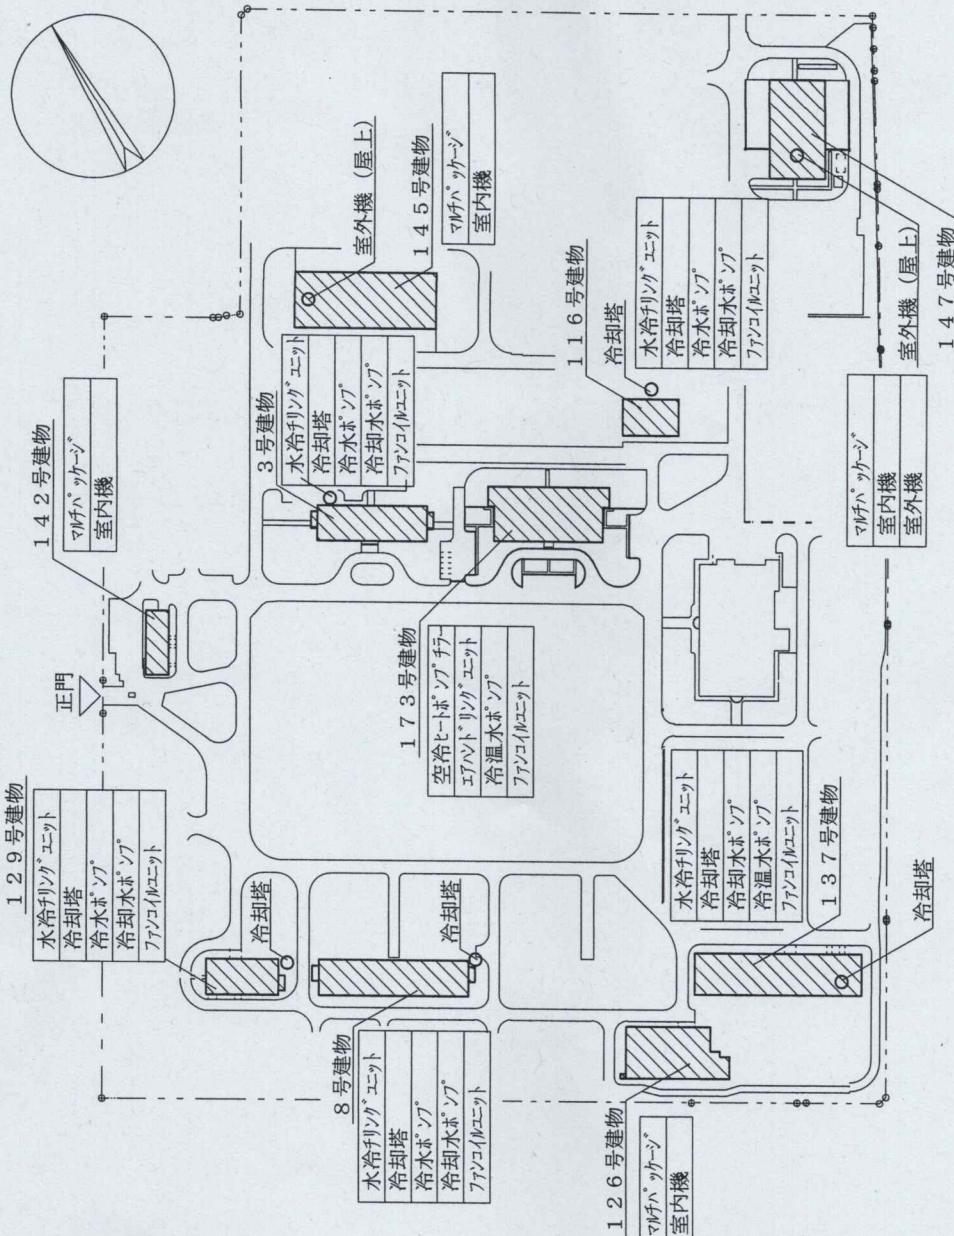 正門
129号建物
水冷チリングユニット
冷却塔
冷水ポンプ
冷却水ポンプ
ファンコイルユニット
冷却塔
142号建物
マルチパッケージ
室内機
3号建物
水冷チリングユニット
冷却塔
冷水ポンプ
冷却水ポンプ
ファンコイルユニット
室外機（屋上）
145号建物
マルチパッケージ
室内機
8号建物
水冷チリングユニット
冷却塔
冷水ポンプ
冷却水ポンプ
ファンコイルユニット
冷却塔
173号建物
空冷ヒートポンプチラー
エアハンドリングユニット
冷温水ポンプ
ファンコイルユニット
116号建物
冷却塔
水冷チリングユニット
冷却塔
冷水ポンプ
冷却水ポンプ
ファンコイルユニット
126号建物
マルチパッケージ
室内機
137号建物
水冷チリングユニット
冷却塔
冷却水ポンプ
冷温水ポンプ
ファンコイルユニット
冷却塔
室外機（屋上）
147号建物
マルチパッケージ
室内機
室外機